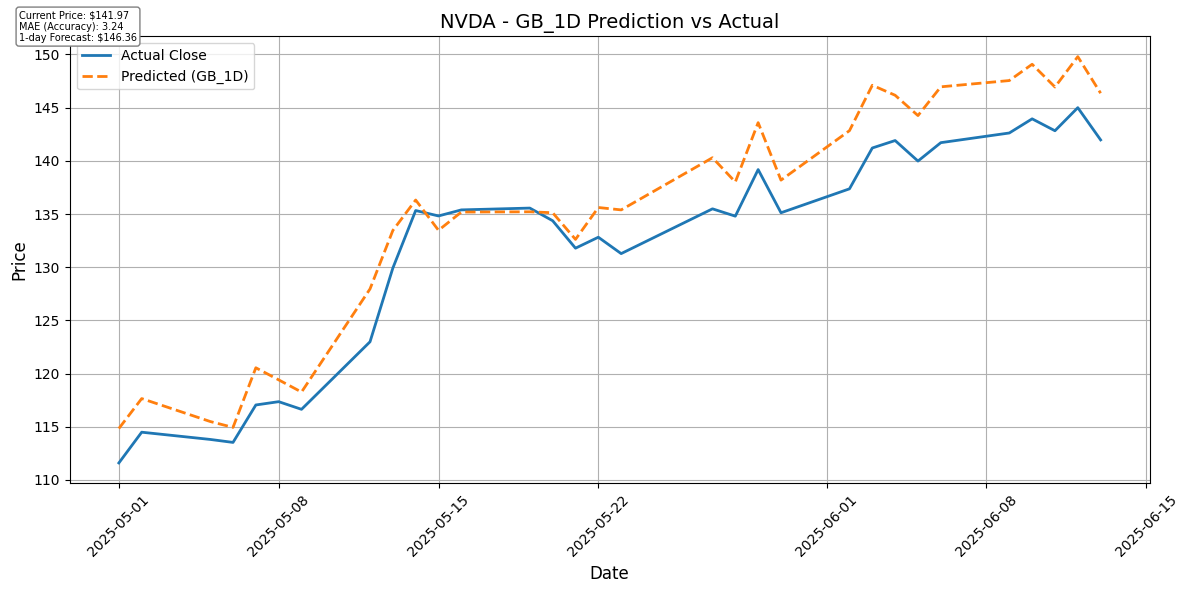 NVDA - GB_1D Prediction vs Actual
Current Price: $141.97
MAE (Accuracy): 3.24
1-day Forecast: $146.36
Actual Close
Predicted (GB_1D)
150
145
140
135
130
125
120
115
110
Price
2025-05-01
2025-05-08
2025-05-15
2025-05-22
2025-06-01
2025-06-08
2025-06-15
Date